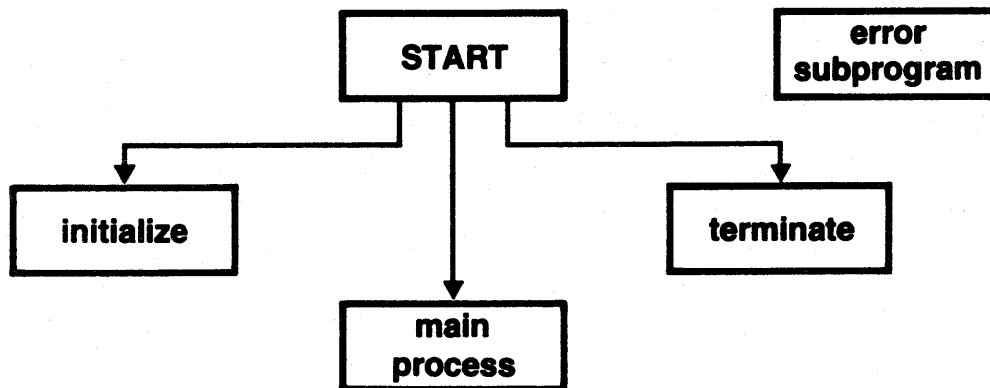 START
error
subprogram
initialize
terminate
main
process